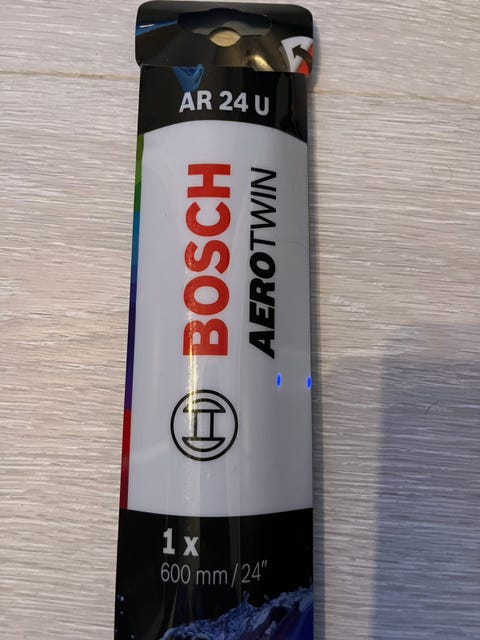 AR 24 U
BOSCH
AEROTWIN
1 x
600 mm/24"